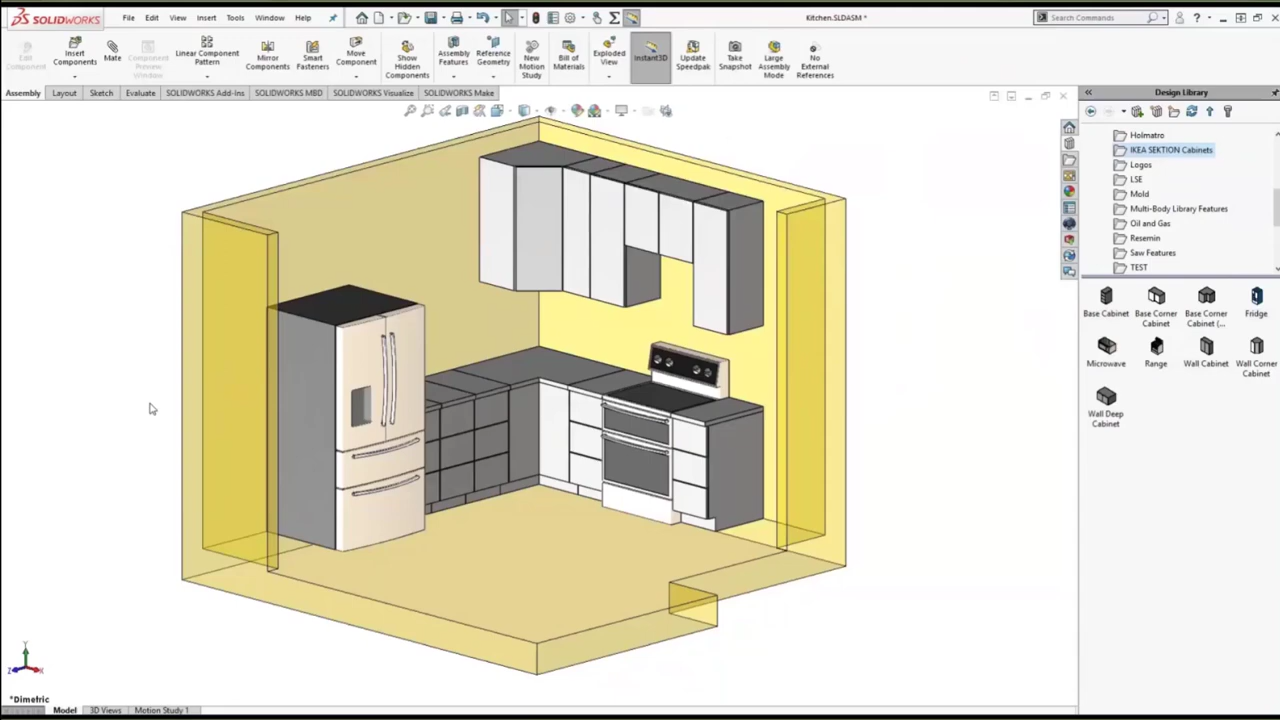 SOLIDWORKS
File Edit View Insert Tools Window Help
Kitchen.SLDASM *
Search Commands
Edit Component
Insert Components
Mate
Component Preview Window
Linear Component Pattern
Mirror Components
Smart Fasteners
Move Component
Show Hidden Components
Assembly Features
Reference Geometry
New Motion Study
Bill of Materials
Exploded View
Instant3D
Update Speedpak
Take Snapshot
Large Assembly Mode
No External References
Assembly Layout Sketch Evaluate SOLIDWORKS Add-Ins SOLIDWORKS MBD SOLIDWORKS Visualize SOLIDWORKS Make
Design Library
Holmatro
IKEA SEKTION Cabinets
Logos
LSE
Mold
Multi-Body Library Features
Oil and Gas
Resemin
Saw Features
TEST
Base Cabinet
Base Corner Cabinet
Base Corner Cabinet (...
Fridge
Microwave
Range
Wall Cabinet
Wall Corner Cabinet
Wall Deep Cabinet
Y
Z
X
*Dimetric
Model 3D Views Motion Study 1